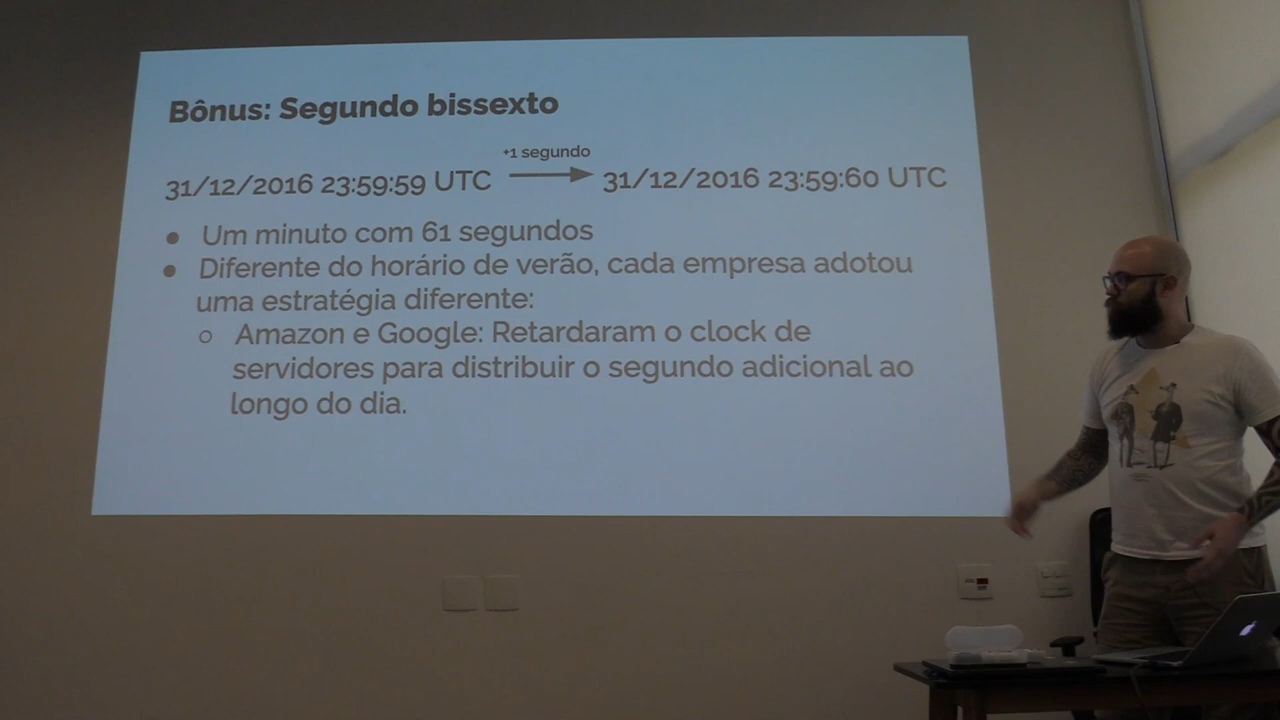 Bônus: Segundo bissexto
+1 segundo
31/12/2016 23:59:59 UTC 31/12/2016 23:59:60 UTC
● Um minuto com 61 segundos
● Diferente do horário de verão, cada empresa adotou
uma estratégia diferente:
○ Amazon e Google: Retardaram o clock de
servidores para distribuir o segundo adicional ao
longo do dia.